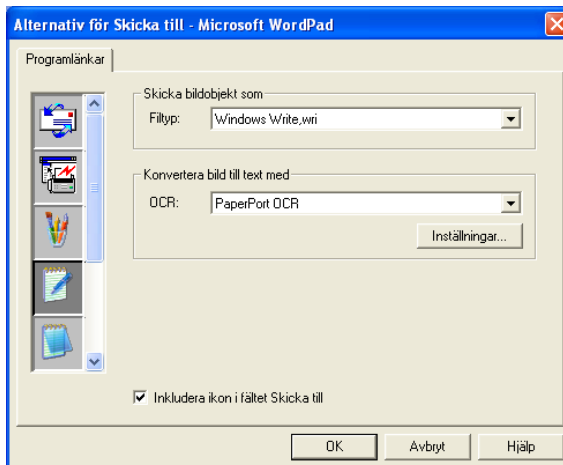 Alternativ för Skicka till - Microsoft WordPad
Programlänkar
Skicka bildobjekt som
Filtyp: Windows Write,wri
Konvertera bild till text med
OCR: PaperPort OCR
Inställningar...
Inkludera ikon i fältet Skicka till
OK Avbryt Hjälp